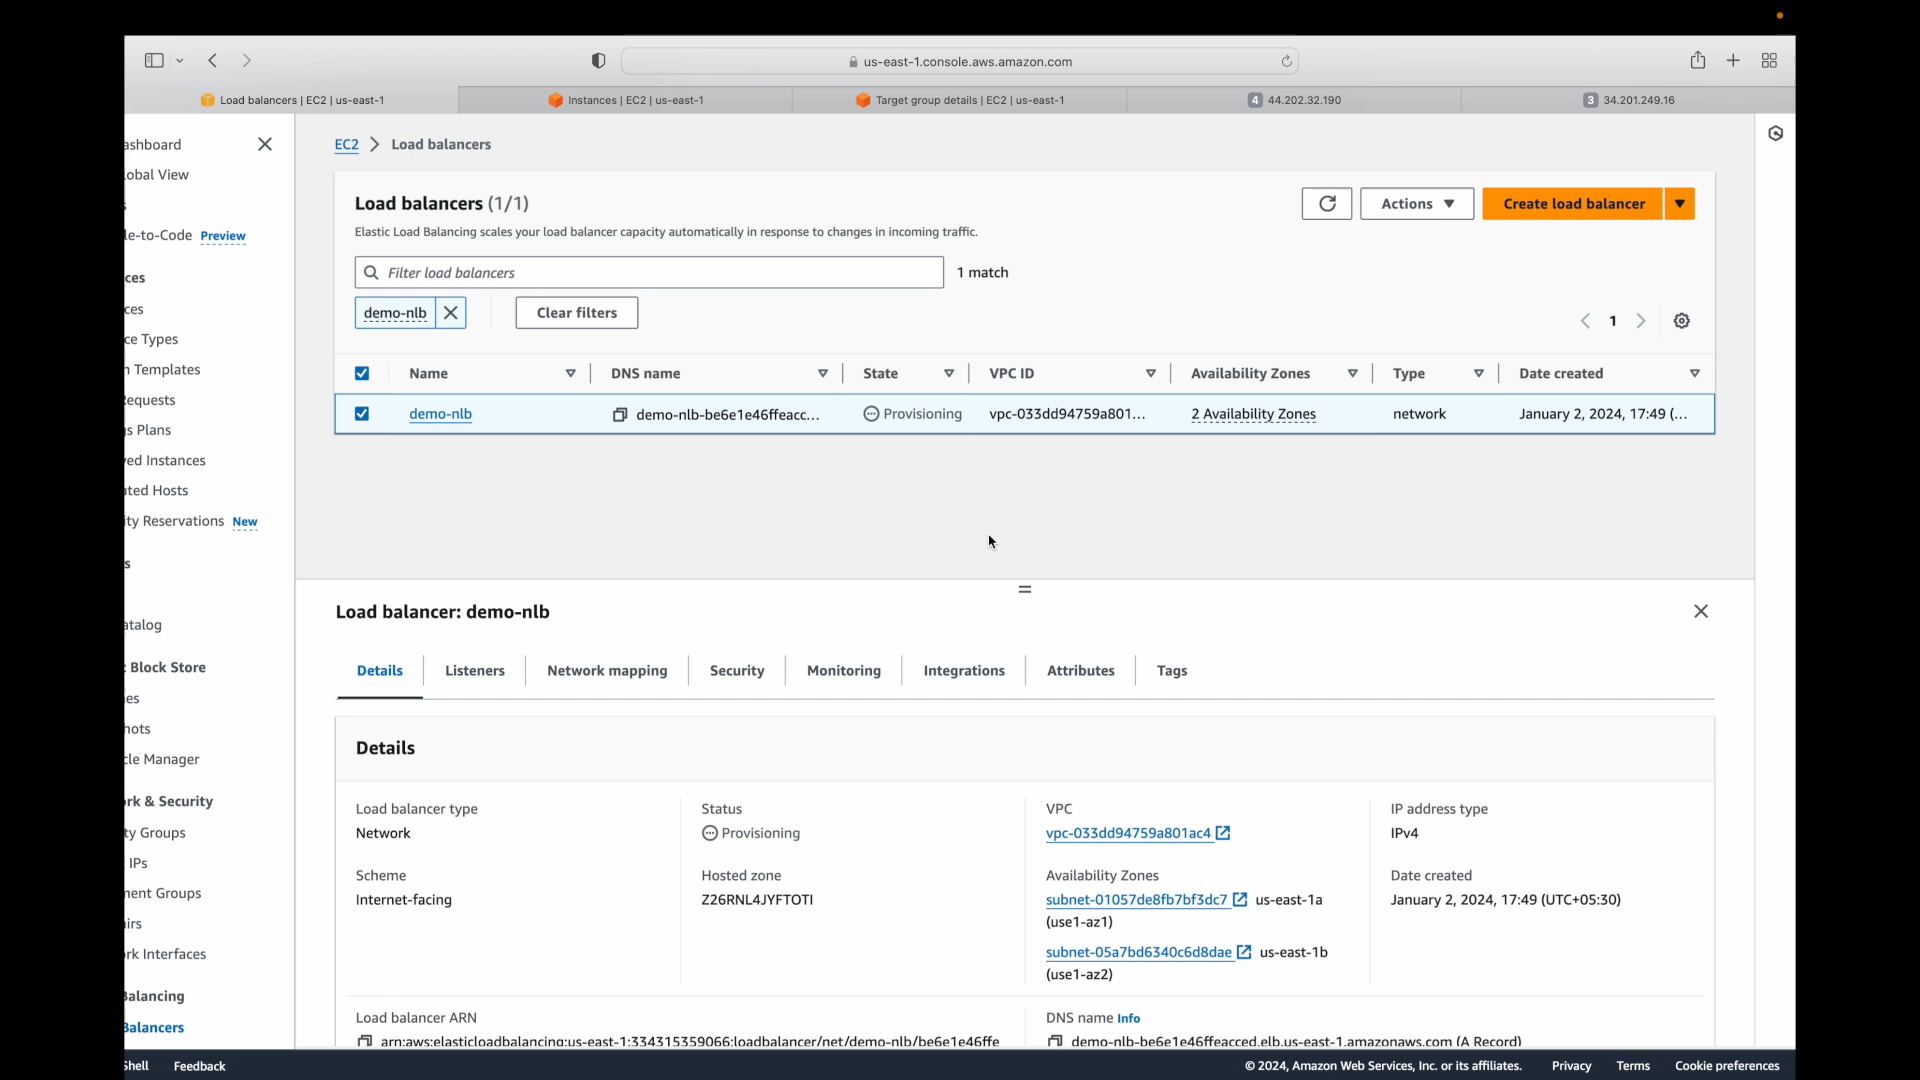 us-east-1.console.aws.amazon.com
Load balancers | EC2 | us-east-1
Instances | EC2 | us-east-1
Target group details | EC2 | us-east-1
4 44.202.32.190
3 34.201.249.16
ashboard
obal View
s
le-to-Code Preview
ces
ces
ce Types
n Templates
Requests
s Plans
ved Instances
ated Hosts
ity Reservations New
s
atalog
Block Store
es
hots
cle Manager
rk & Security
ty Groups
IPs
ment Groups
irs
rk Interfaces
Balancing
Balancers
EC2 > Load balancers
Load balancers (1/1)
Actions
Create load balancer
Elastic Load Balancing scales your load balancer capacity automatically in response to changes in incoming traffic.
Filter load balancers
1 match
demo-nlb
Clear filters
1
Name DNS name State VPC ID Availability Zones Type Date created
demo-nlb demo-nlb-be6e1e46ffeacc... Provisioning vpc-033dd94759a801... 2 Availability Zones network January 2, 2024, 17:49 (...
Load balancer: demo-nlb
Details Listeners Network mapping Security Monitoring Integrations Attributes Tags
Details
Load balancer type
Network
Status
Provisioning
VPC
vpc-033dd94759a801ac4
IP address type
IPv4
Scheme
Internet-facing
Hosted zone
Z26RNL4JYFTOTI
Availability Zones
subnet-01057de8fb7bf3dc7 us-east-1a
(use1-az1)
subnet-05a7bd6340c6d8dae us-east-1b
(use1-az2)
Date created
January 2, 2024, 17:49 (UTC+05:30)
Load balancer ARN
arn:aws:elasticloadbalancing:us-east-1:334315359066:loadbalancer/net/demo-nlb/be6e1e46ffe
DNS name Info
demo-nlb-be6e1e46ffeacced.elb.us-east-1.amazonaws.com (A Record)
Shell Feedback
© 2024, Amazon Web Services, Inc. or its affiliates. Privacy Terms Cookie preferences